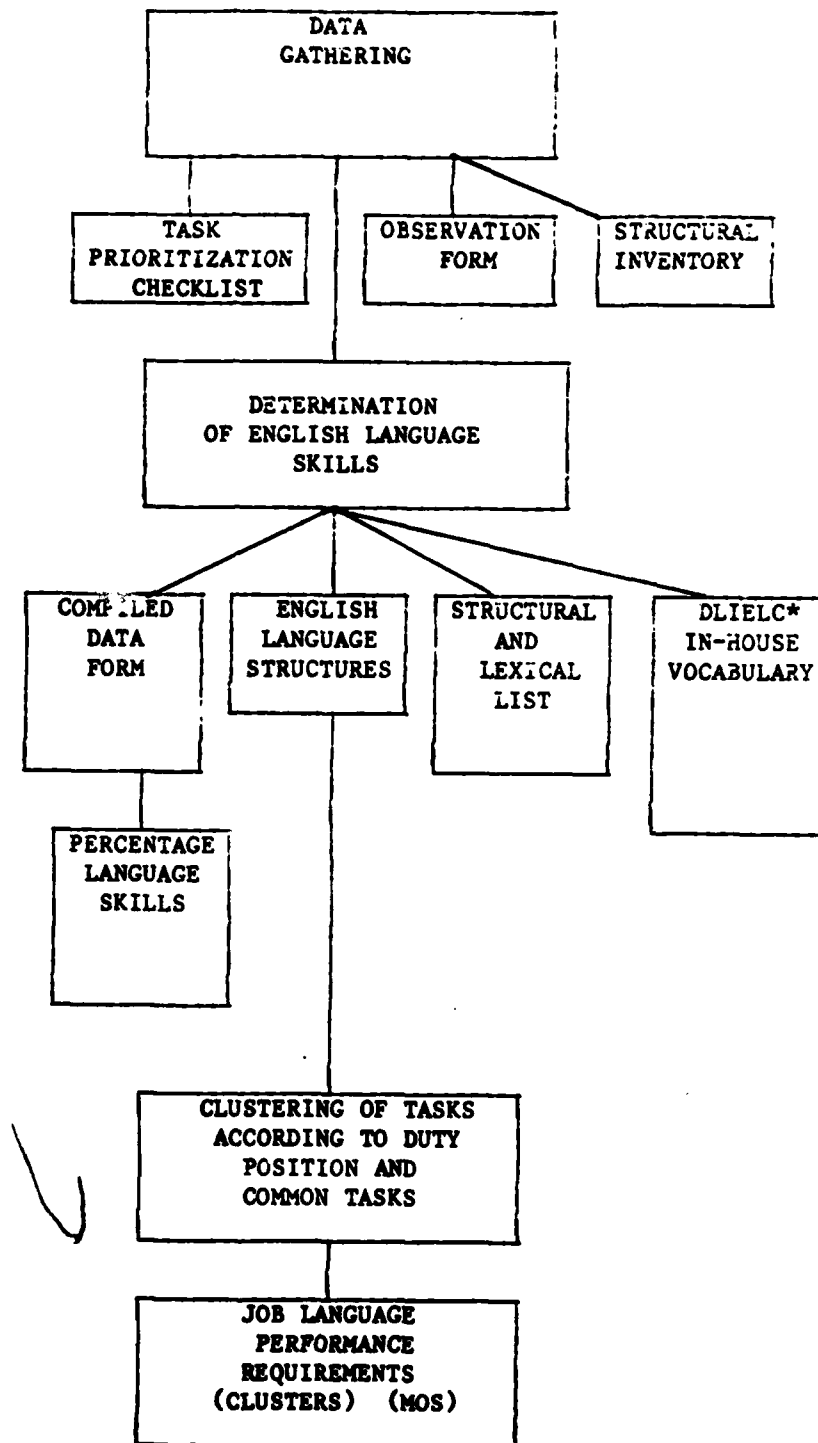 DATA
GATHERING
TASK
PRIORITIZATION
CHECKLIST
OBSERVATION
FORM
STRUCTURAL
INVENTORY
DETERMINATION
OF ENGLISH LANGUAGE
SKILLS
COMPILED
DATA
FORM
ENGLISH
LANGUAGE
STRUCTURES
STRUCTURAL
AND
LEXICAL
LIST
DLIELC*
IN-HOUSE
VOCABULARY
PERCENTAGE
LANGUAGE
SKILLS
CLUSTERING OF TASKS
ACCORDING TO DUTY
POSITION AND
COMMON TASKS
JOB LANGUAGE
PERFORMANCE
REQUIREMENTS
(CLUSTERS) (MOS)